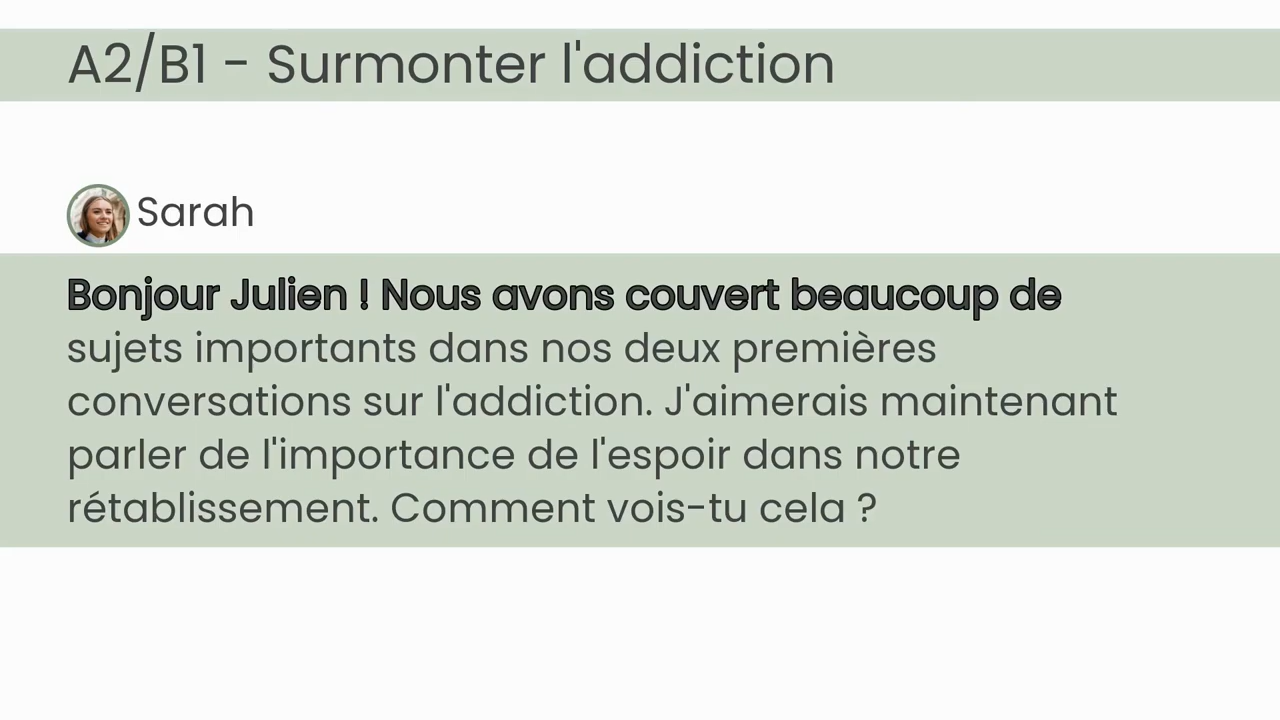 A2/B1 - Surmonter l'addiction
Sarah
Bonjour Julien ! Nous avons couvert beaucoup de
sujets importants dans nos deux premières
conversations sur l'addiction. J'aimerais maintenant
parler de l'importance de l'espoir dans notre
rétablissement. Comment vois-tu cela ?